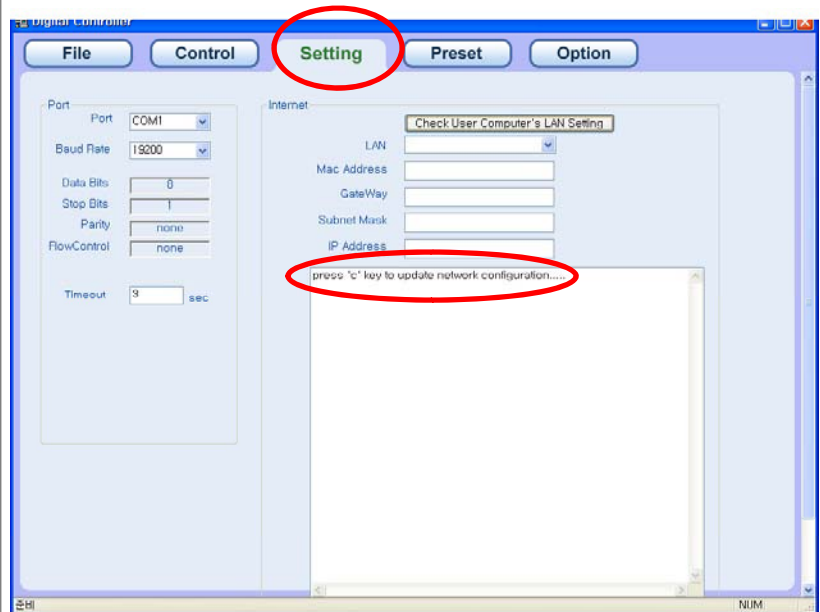 Digital Controller
File
Control
Setting
Preset
Option
Port
Port
COM1
Baud Rate
19200
Data Bits
8
Stop Bits
1
Parity
none
FlowControl
none
Timeout
3
sec
Internet
Check User Computer's LAN Setting
LAN
Mac Address
GateWay
Subnet Mask
IP Address
press "c" key to update network configuration.....
준비
NUM